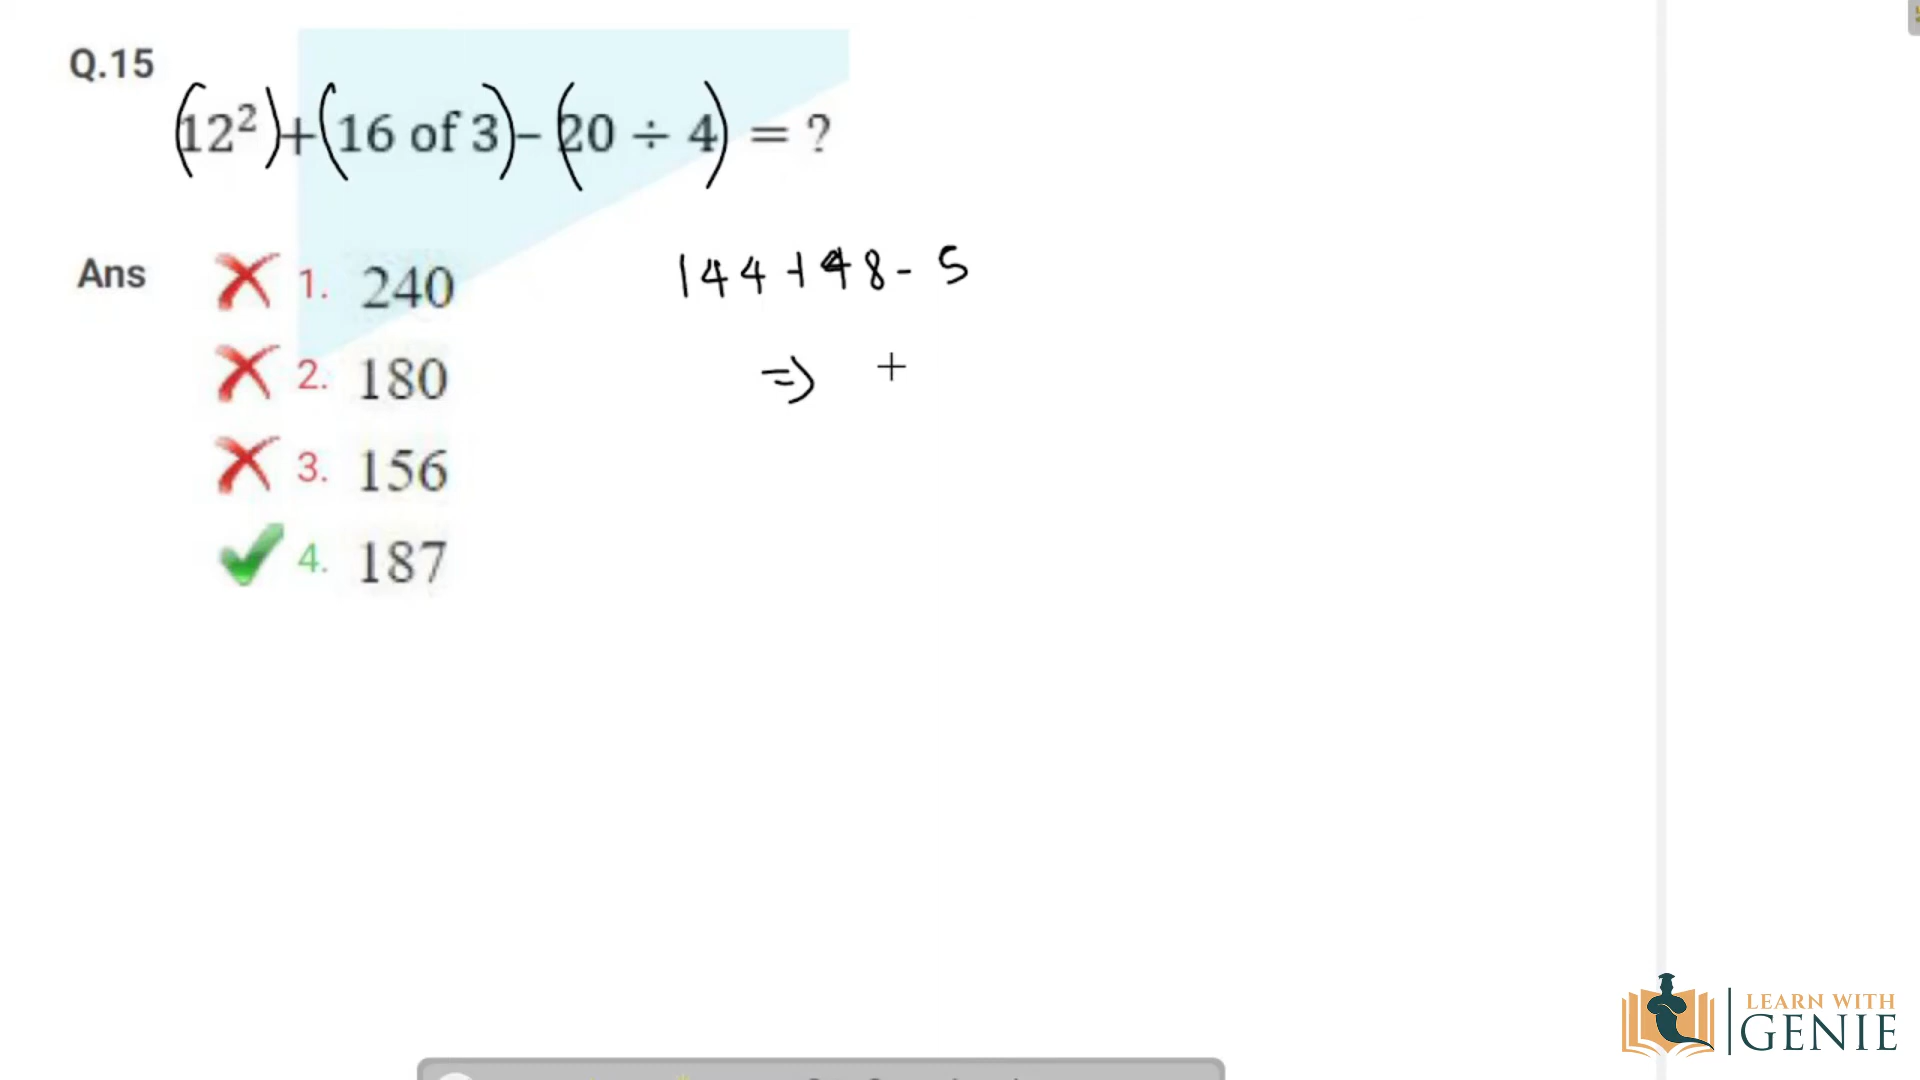 Q.15
(12²)+(16 of 3)-(20 ÷ 4) = ?
Ans
1. 240
2. 180
3. 156
4. 187
144+48-5
=>
LEARN WITH
GENIE